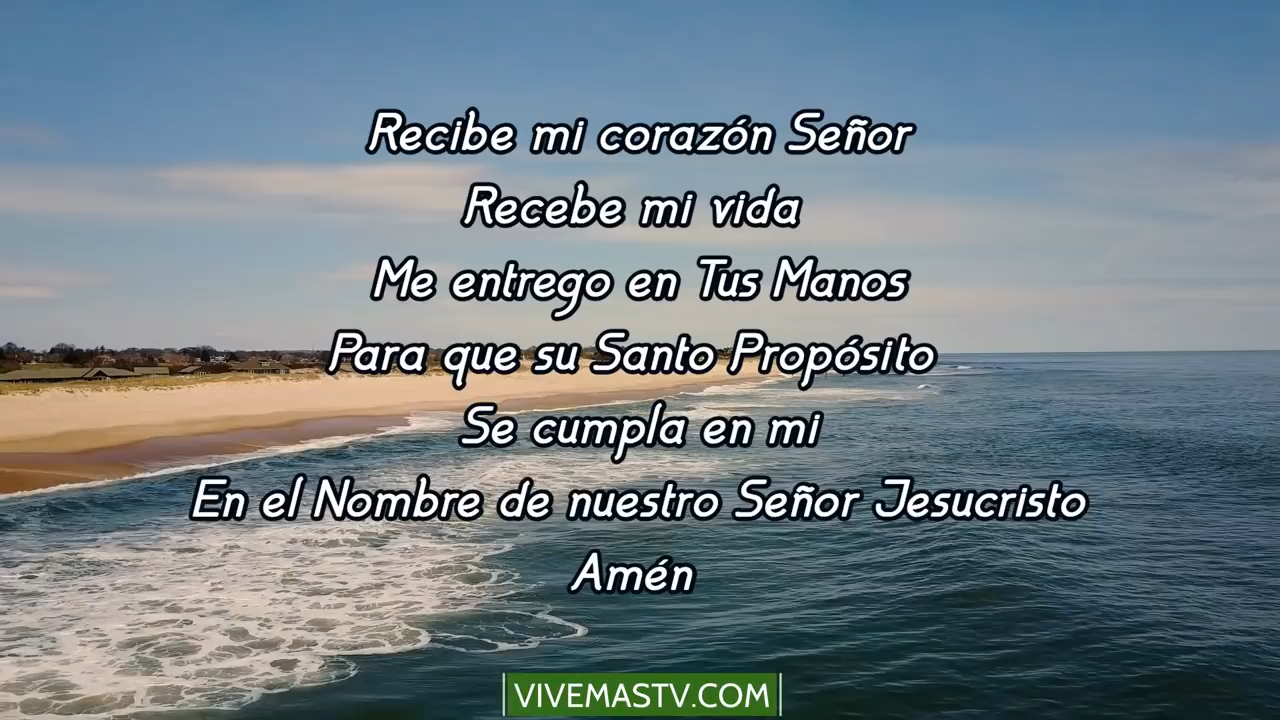 Recibe mi corazón Señor
Recebe mi vida
Me entrego en Tus Manos
Para que su Santo Propósito
Se cumpla en mi
En el Nombre de nuestro Señor Jesucristo
Amén
VIVEMASTV.COM